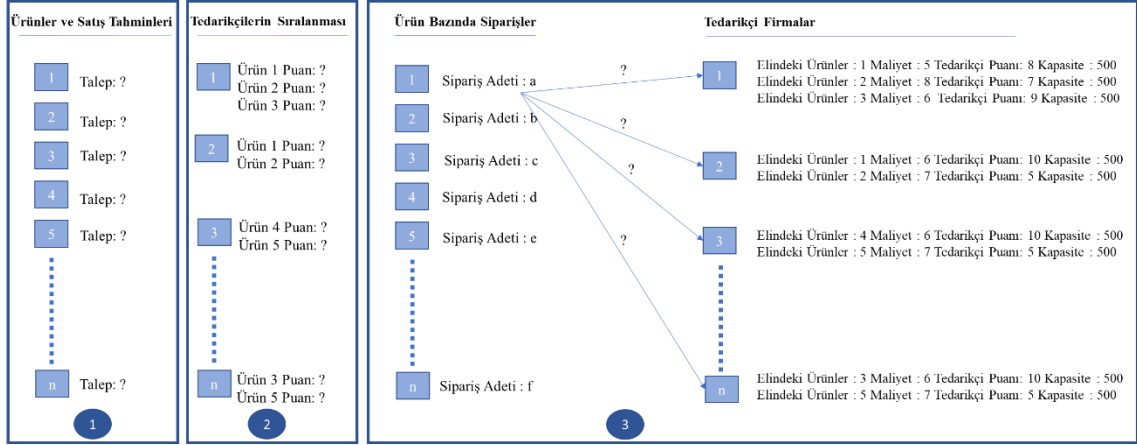 Ürünler ve Satış Tahminleri
1
Talep: ?
2
Talep: ?
3
Talep: ?
4
Talep: ?
5
Talep: ?
n
Talep: ?
1
Tedarikçilerin Sıralanması
1
Ürün 1 Puan: ?
Ürün 2 Puan: ?
Ürün 3 Puan: ?
2
Ürün 1 Puan: ?
Ürün 2 Puan: ?
3
Ürün 4 Puan: ?
Ürün 5 Puan: ?
n
Ürün 3 Puan: ?
Ürün 5 Puan: ?
2
Ürün Bazında Siparişler
1
Sipariş Adeti : a
2
Sipariş Adeti : b
3
Sipariş Adeti : c
4
Sipariş Adeti : d
5
Sipariş Adeti : e
n
Sipariş Adeti : f
?
?
?
?
Tedarikçi Firmalar
1
Elindeki Ürünler : 1 Maliyet : 5 Tedarikçi Puanı: 8 Kapasite : 500
Elindeki Ürünler : 2 Maliyet : 8 Tedarikçi Puanı: 7 Kapasite : 500
Elindeki Ürünler : 3 Maliyet : 6 Tedarikçi Puanı: 9 Kapasite : 500
2
Elindeki Ürünler : 1 Maliyet : 6 Tedarikçi Puanı: 10 Kapasite : 500
Elindeki Ürünler : 2 Maliyet : 7 Tedarikçi Puanı: 5 Kapasite : 500
3
Elindeki Ürünler : 4 Maliyet : 6 Tedarikçi Puanı: 10 Kapasite : 500
Elindeki Ürünler : 5 Maliyet : 7 Tedarikçi Puanı: 5 Kapasite : 500
n
Elindeki Ürünler : 3 Maliyet : 6 Tedarikçi Puanı: 10 Kapasite : 500
Elindeki Ürünler : 5 Maliyet : 7 Tedarikçi Puanı: 5 Kapasite : 500
3